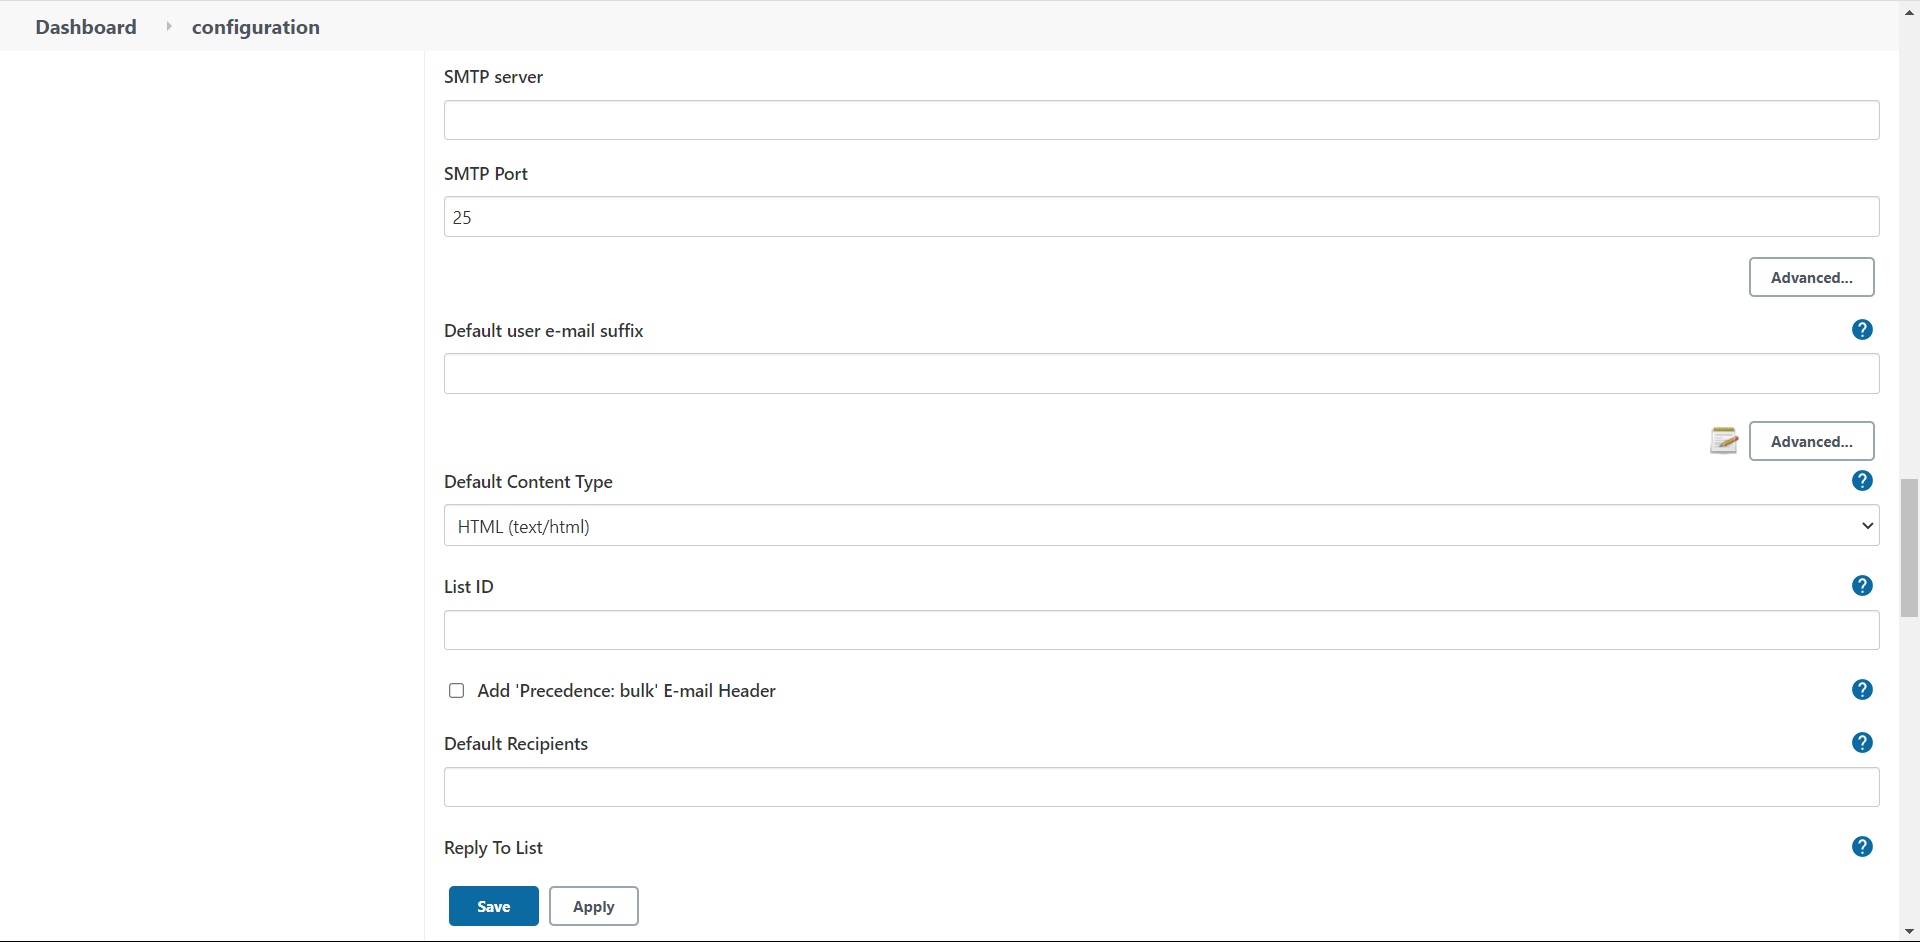 Dashboard configuration
SMTP server
SMTP Port
25
Advanced...
Default user e-mail suffix
?
Advanced...
Default Content Type
?
HTML (text/html)
List ID
?
Add 'Precedence: bulk' E-mail Header
?
Default Recipients
?
Reply To List
?
Save Apply